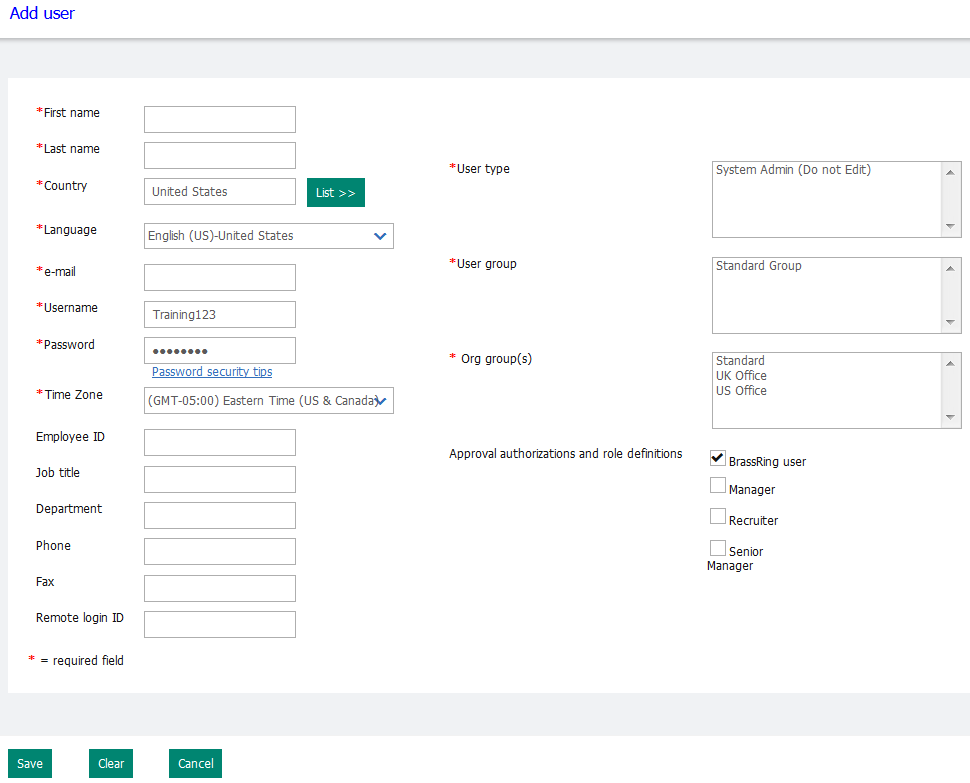 Add user
*First name
*Last name
*Country United States List >>
*Language English (US)-United States
*e-mail
*Username Training123
*Password ••••••••
Password security tips
*Time Zone (GMT-05:00) Eastern Time (US & Canada)
Employee ID
Job title
Department
Phone
Fax
Remote login ID
* = required field
*User type System Admin (Do not Edit)
*User group Standard Group
* Org group(s) Standard
UK Office
US Office
Approval authorizations and role definitions BrassRing user
Manager
Recruiter
Senior
Manager
Save Clear Cancel